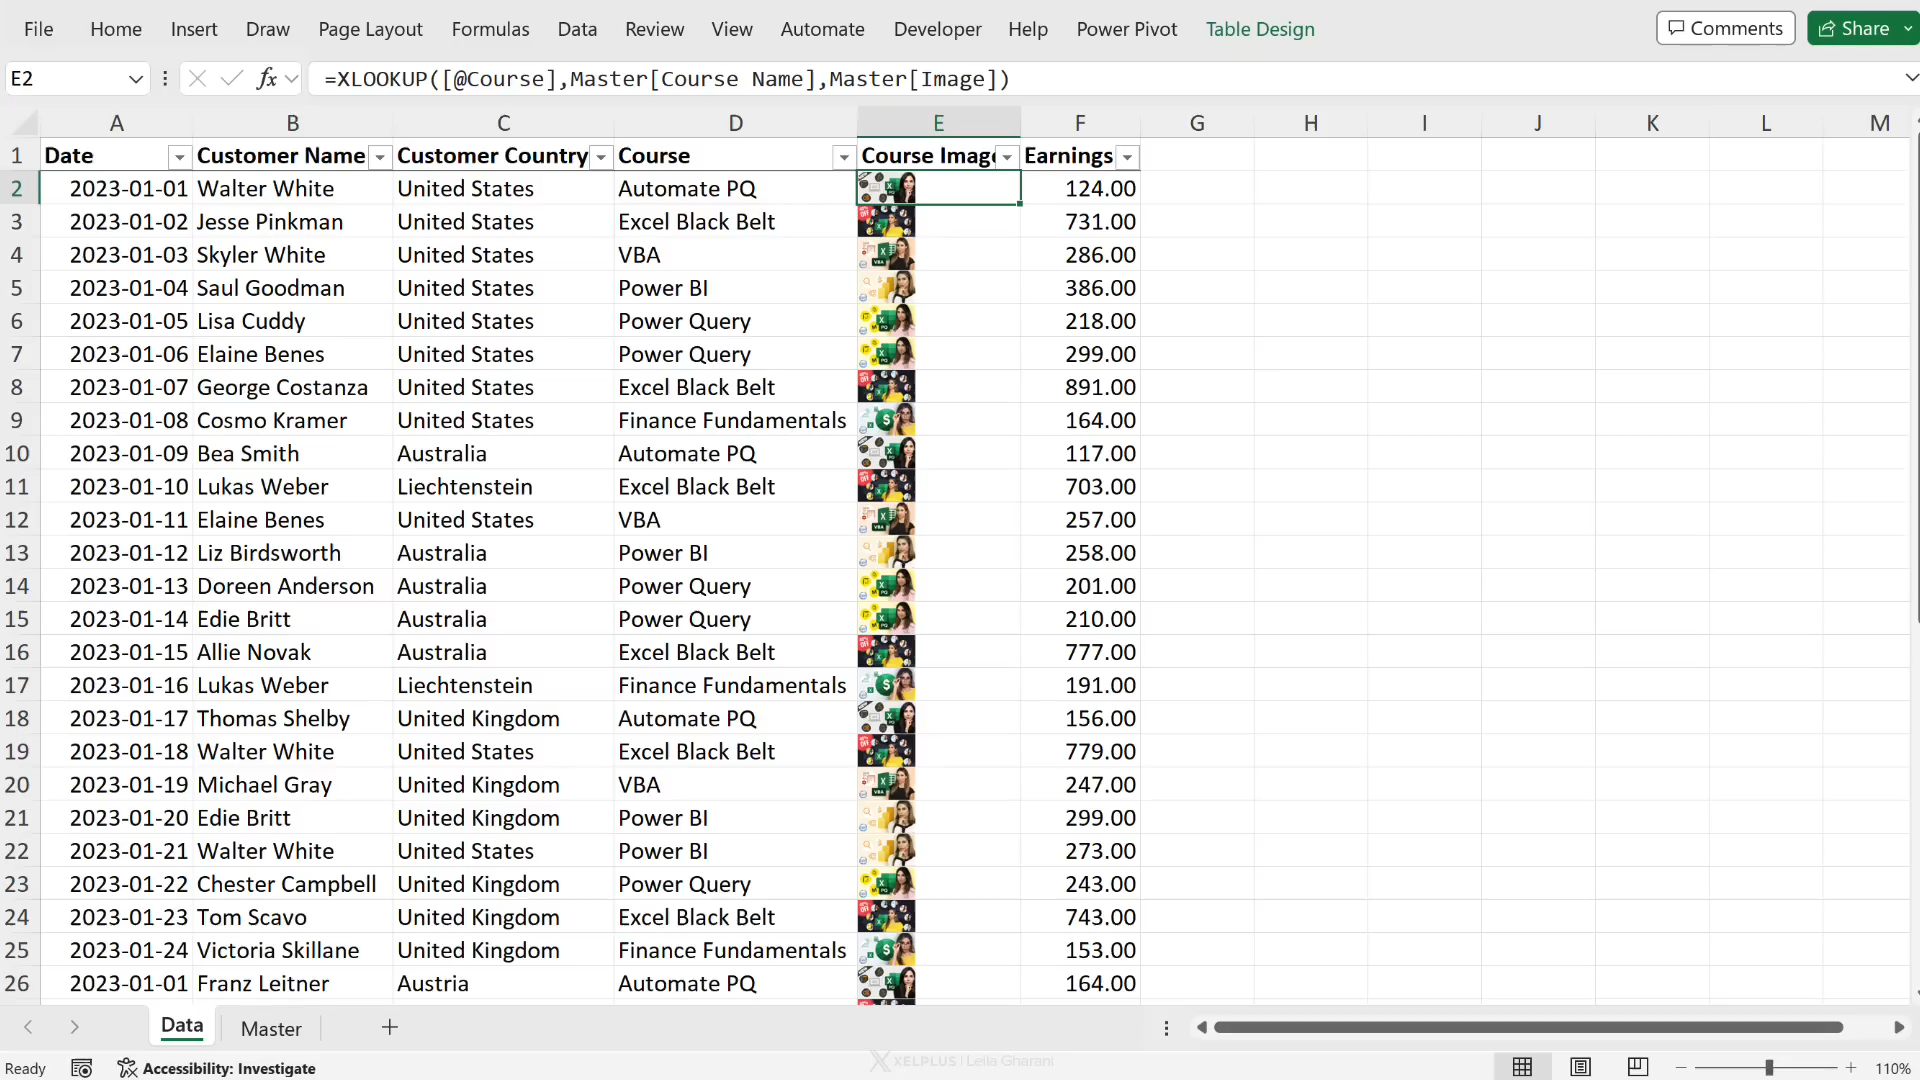 File Home Insert Draw Page Layout Formulas Data Review View Automate Developer Help Power Pivot Table Design Comments Share
E2 fx =XLOOKUP([@Course],Master[Course Name],Master[Image])
A B C D E F G H I J K L M
1 Date Customer Name Customer Country Course Course Imag Earnings
2 2023-01-01 Walter White United States Automate PQ 124.00
3 2023-01-02 Jesse Pinkman United States Excel Black Belt 731.00
4 2023-01-03 Skyler White United States VBA 286.00
5 2023-01-04 Saul Goodman United States Power BI 386.00
6 2023-01-05 Lisa Cuddy United States Power Query 218.00
7 2023-01-06 Elaine Benes United States Power Query 299.00
8 2023-01-07 George Costanza United States Excel Black Belt 891.00
9 2023-01-08 Cosmo Kramer United States Finance Fundamentals 164.00
10 2023-01-09 Bea Smith Australia Automate PQ 117.00
11 2023-01-10 Lukas Weber Liechtenstein Excel Black Belt 703.00
12 2023-01-11 Elaine Benes United States VBA 257.00
13 2023-01-12 Liz Birdsworth Australia Power BI 258.00
14 2023-01-13 Doreen Anderson Australia Power Query 201.00
15 2023-01-14 Edie Britt Australia Power Query 210.00
16 2023-01-15 Allie Novak Australia Excel Black Belt 777.00
17 2023-01-16 Lukas Weber Liechtenstein Finance Fundamentals 191.00
18 2023-01-17 Thomas Shelby United Kingdom Automate PQ 156.00
19 2023-01-18 Walter White United States Excel Black Belt 779.00
20 2023-01-19 Michael Gray United Kingdom VBA 247.00
21 2023-01-20 Edie Britt United Kingdom Power BI 299.00
22 2023-01-21 Walter White United States Power BI 273.00
23 2023-01-22 Chester Campbell United Kingdom Power Query 243.00
24 2023-01-23 Tom Scavo United Kingdom Excel Black Belt 743.00
25 2023-01-24 Victoria Skillane United Kingdom Finance Fundamentals 153.00
26 2023-01-01 Franz Leitner Austria Automate PQ 164.00
Data Master
XELPLUS | Leila Gharani
Ready Accessibility: Investigate 110%